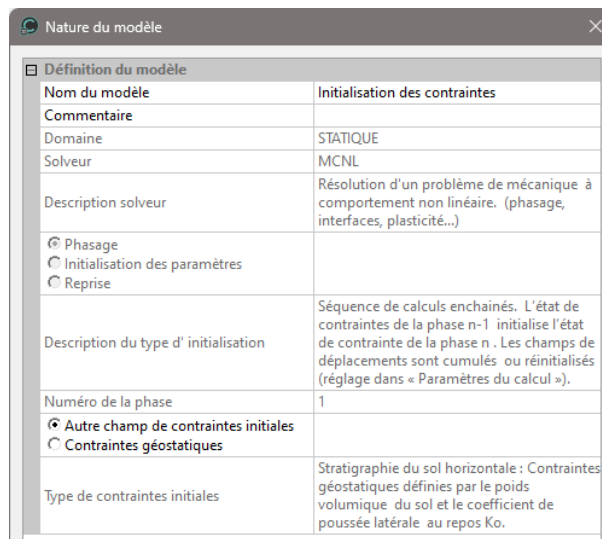 Nature du modèle
Définition du modèle
Nom du modèle Initialisation des contraintes
Commentaire
Domaine STATIQUE
Solveur MCNL
Description solveur
Résolution d'un problème de mécanique à
comportement non linéaire. (phasage,
interfaces, plasticité...)
Phasage
Initialisation des paramètres
Reprise
Description du type d' initialisation
Séquence de calculs enchainés. L'état de
contraintes de la phase n-1 initialise l'état
de contrainte de la phase n . Les champs de
déplacements sont cumulés ou réinitialisés
(réglage dans « Paramètres du calcul »).
Numéro de la phase 1
Autre champ de contraintes initiales
Contraintes géostatiques
Type de contraintes initiales
Stratigraphie du sol horizontale : Contraintes
géostatiques définies par le poids
volumique du sol et le coefficient de
poussée latérale au repos Ko.